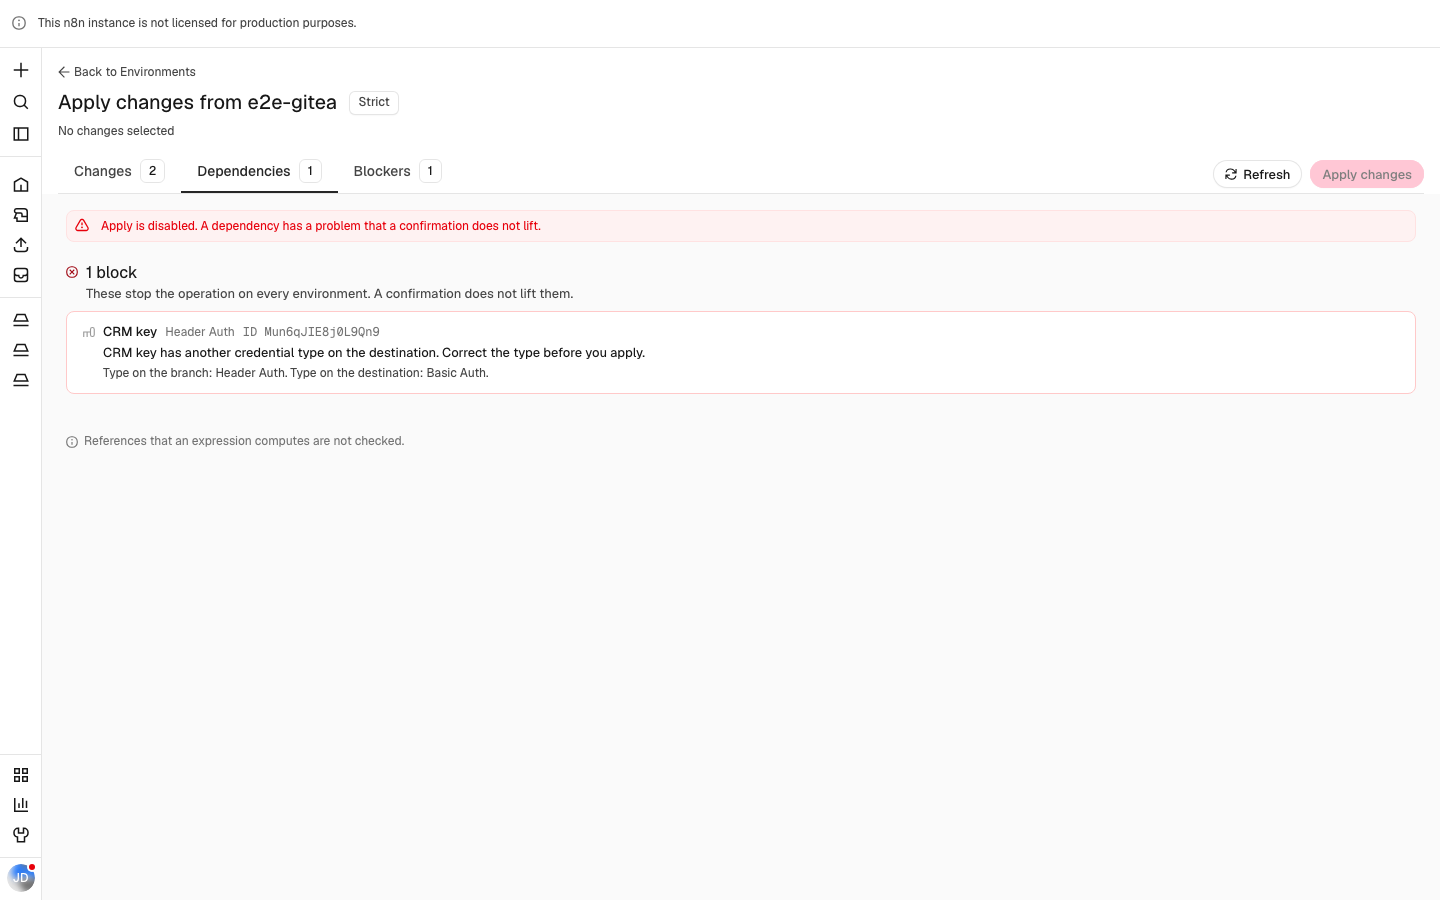 This n8n instance is not licensed for production purposes.
Back to Environments
Apply changes from e2e-gitea
Strict
No changes selected
Changes 2
Dependencies 1
Blockers 1
Refresh
Apply changes
Apply is disabled. A dependency has a problem that a confirmation does not lift.
1 block
These stop the operation on every environment. A confirmation does not lift them.
CRM key Header Auth ID Mun6qJIE8j0L9Qn9
CRM key has another credential type on the destination. Correct the type before you apply.
Type on the branch: Header Auth. Type on the destination: Basic Auth.
References that an expression computes are not checked.
JD